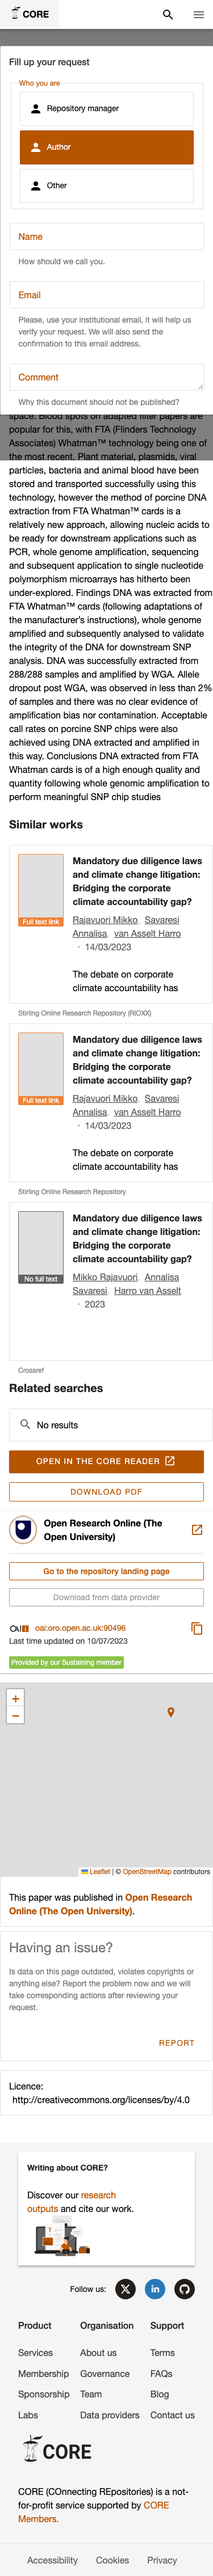 CORE
Fill up your request
Who you are
Repository manager
Author
Other
Name
How should we call you.
Email
Please, use your institutional email, it will help us
verify your request. We will also send the
confirmation to this email address.
Comment
Why this document should not be published?
space. Blood spots on adapted filter papers are
popular for this, with FTA (Flinders Technology
Associates) Whatman™ technology being one of
the most recent. Plant material, plasmids, viral
particles, bacteria and animal blood have been
stored and transported successfully using this
technology, however the method of porcine DNA
extraction from FTA Whatman™ cards is a
relatively new approach, allowing nucleic acids to
be ready for downstream applications such as
PCR, whole genome amplification, sequencing
and subsequent application to single nucleotide
polymorphism microarrays has hitherto been
under-explored. Findings DNA was extracted from
FTA Whatman™ cards (following adaptations of
the manufacturer’s instructions), whole genome
amplified and subsequently analysed to validate
the integrity of the DNA for downstream SNP
analysis. DNA was successfully extracted from
288/288 samples and amplified by WGA. Allele
dropout post WGA, was observed in less than 2%
of samples and there was no clear evidence of
amplification bias nor contamination. Acceptable
call rates on porcine SNP chips were also
achieved using DNA extracted and amplified in
this way. Conclusions DNA extracted from FTA
Whatman cards is of a high enough quality and
quantity following whole genomic amplification to
perform meaningful SNP chip studies
Similar works
Full text link
Mandatory due diligence laws
and climate change litigation:
Bridging the corporate
climate accountability gap?
Rajavuori Mikko, Savaresi
Annalisa, van Asselt Harro
· 14/03/2023
The debate on corporate
climate accountability has
Stirling Online Research Repository (RIOXX)
Full text link
Mandatory due diligence laws
and climate change litigation:
Bridging the corporate
climate accountability gap?
Rajavuori Mikko, Savaresi
Annalisa, van Asselt Harro
· 14/03/2023
The debate on corporate
climate accountability has
Stirling Online Research Repository
No full text
Mandatory due diligence laws
and climate change litigation:
Bridging the corporate
climate accountability gap?
Mikko Rajavuori, Annalisa
Savaresi, Harro van Asselt
· 2023
Crossref
Related searches
No results
OPEN IN THE CORE READER
DOWNLOAD PDF
Open Research Online (The
Open University)
Go to the repository landing page
Download from data provider
OAI oai:oro.open.ac.uk:90496
Last time updated on 10/07/2023
Provided by our Sustaining member
+
−
Leaflet | © OpenStreetMap contributors
This paper was published in Open Research
Online (The Open University).
Having an issue?
Is data on this page outdated, violates copyrights or
anything else? Report the problem now and we will
take corresponding actions after reviewing your
request.
REPORT
Licence:
http://creativecommons.org/licenses/by/4.0
Writing about CORE?
Discover our research
outputs and cite our work.
Follow us:
in
Product Organisation Support
Services About us Terms
Membership Governance FAQs
Sponsorship Team Blog
Labs Data providers Contact us
CORE
CORE (COnnecting REpositories) is a not-
for-profit service supported by CORE
Members.
Accessibility Cookies Privacy